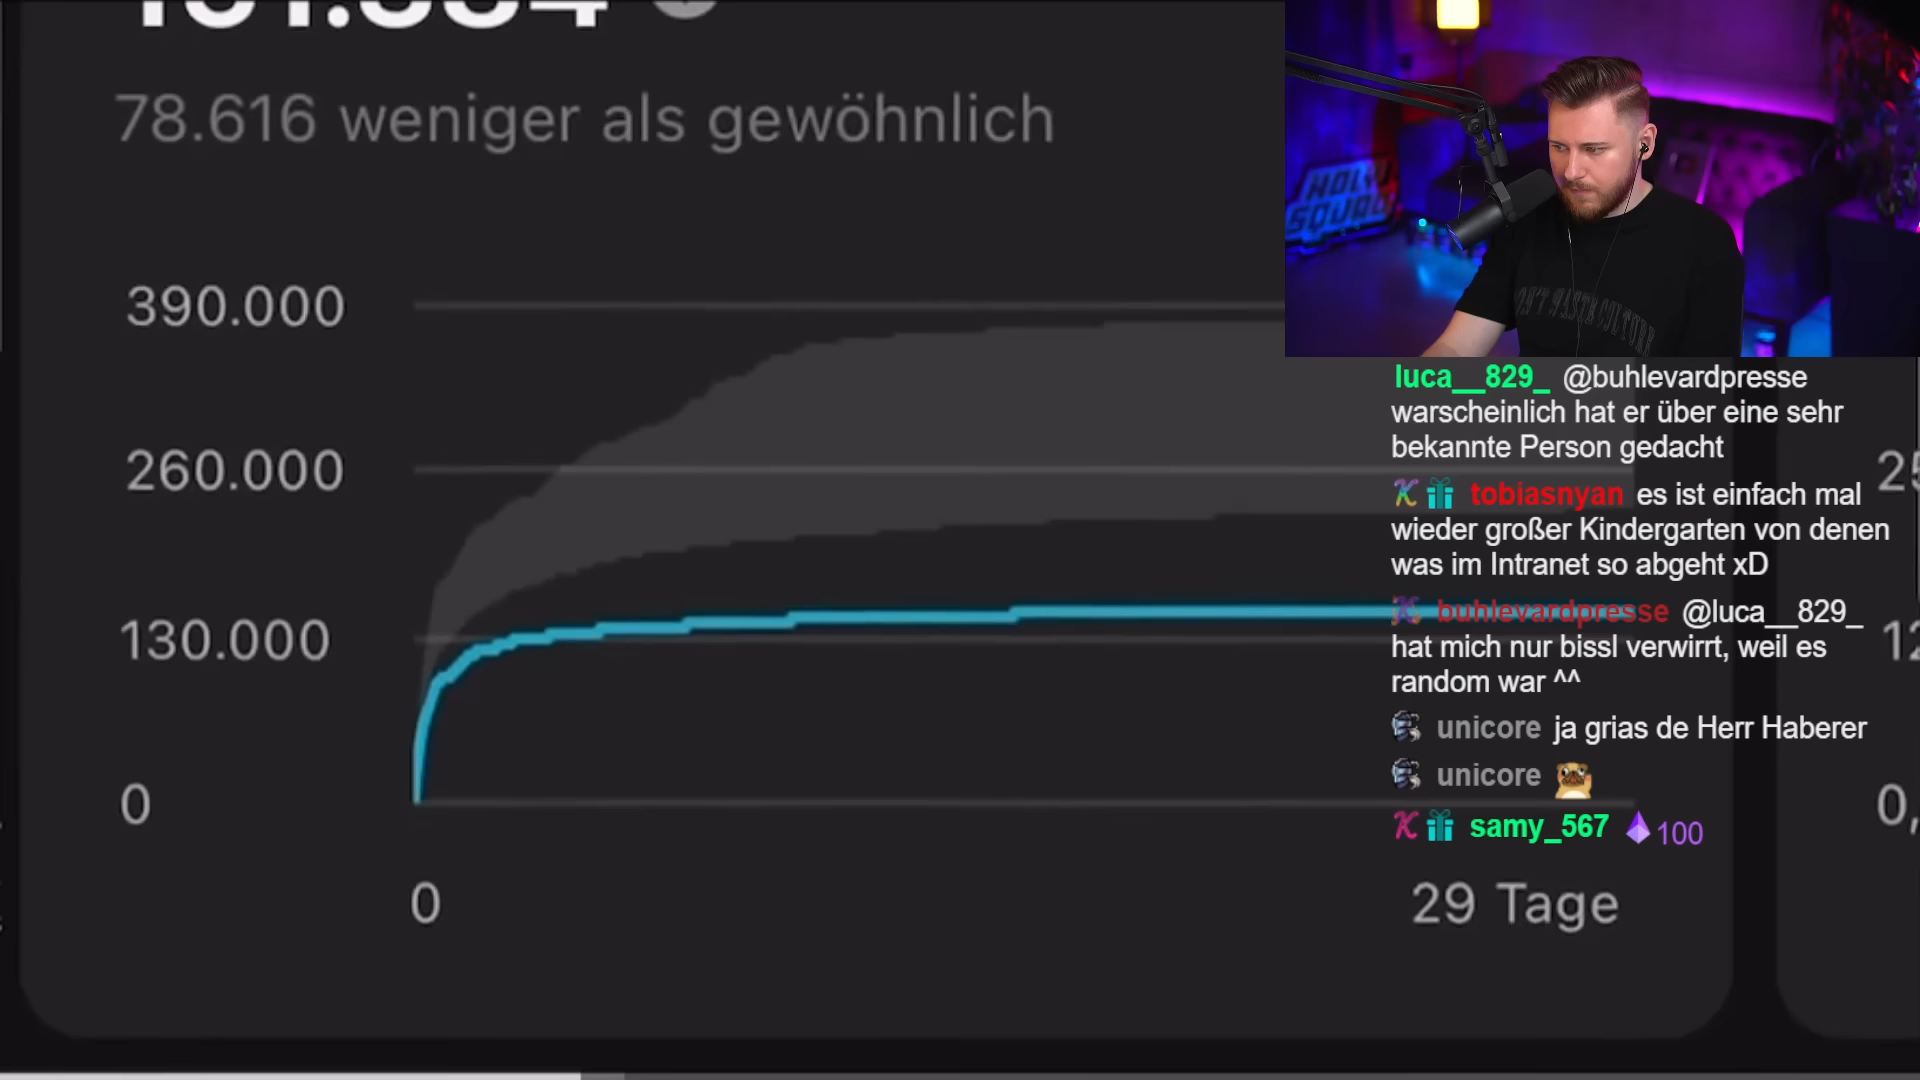 78.616 weniger als gewöhnlich
390.000
260.000
130.000
0
0
29 Tage
HOLY
SQUAD
luca__829_ @buhlevardpresse
warscheinlich hat er über eine sehr
bekannte Person gedacht
tobiasnyan es ist einfach mal
wieder großer Kindergarten von denen
was im Intranet so abgeht xD
buhlevardpresse @luca__829_
hat mich nur bissl verwirrt, weil es
random war ^^
unicore ja grias de Herr Haberer
unicore
samy_567 100